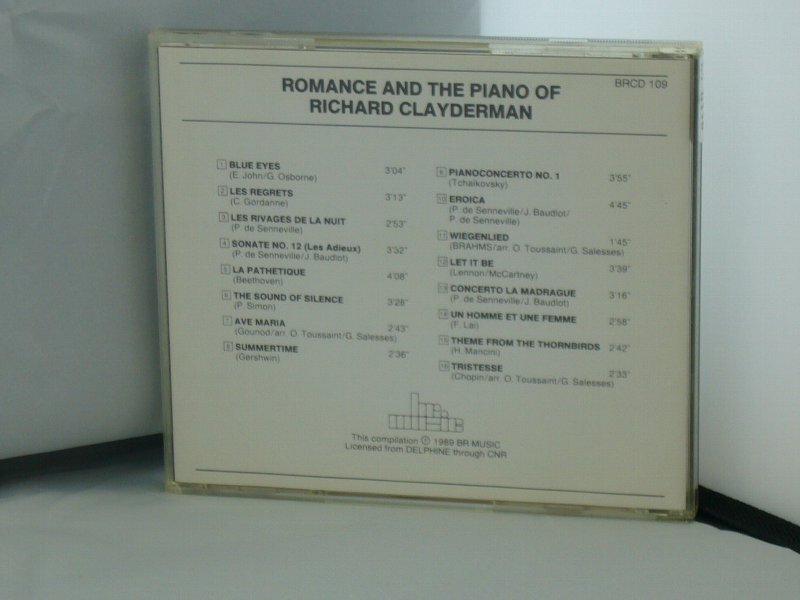 ROMANCE AND THE PIANO OF
RICHARD CLAYDERMAN
BRCD 109
1 BLUE EYES 3'04"
(E. John/G. Osborne)
2 LES REGRETS 3'13"
(C. Gordanne)
3 LES RIVAGES DE LA NUIT 2'53"
(P. de Senneville)
4 SONATE NO. 12 (Les Adieux) 3'52"
(P. de Senneville/J. Baudlot)
5 LA PATHETIQUE 4'08"
(Beethoven)
6 THE SOUND OF SILENCE 3'28"
(P. Simon)
7 AVE MARIA 2'43"
(Gounod/arr. O. Toussaint/G. Salesses)
8 SUMMERTIME 2'36"
(Gershwin)
9 PIANOCONCERTO NO. 1 3'55"
(Tchaikovsky)
10 EROICA 4'45"
(P. de Senneville/J. Baudlot/
P. de Senneville)
11 WIEGENLIED 1'45"
(BRAHMS/arr. O. Toussaint/G. Salesses)
12 LET IT BE 3'39"
(Lennon/McCartney)
13 CONCERTO LA MADRAGUE 3'16"
(P. de Senneville/J. Baudlot)
14 UN HOMME ET UNE FEMME 2'58"
(F. Lai)
15 THEME FROM THE THORNBIRDS 2'42"
(H. Mancini)
16 TRISTESSE 2'33"
(Chopin/arr. O. Toussaint/G. Salesses)
br
music
This compilation ℗ 1989 BR MUSIC
Licensed from DELPHINE through CNR